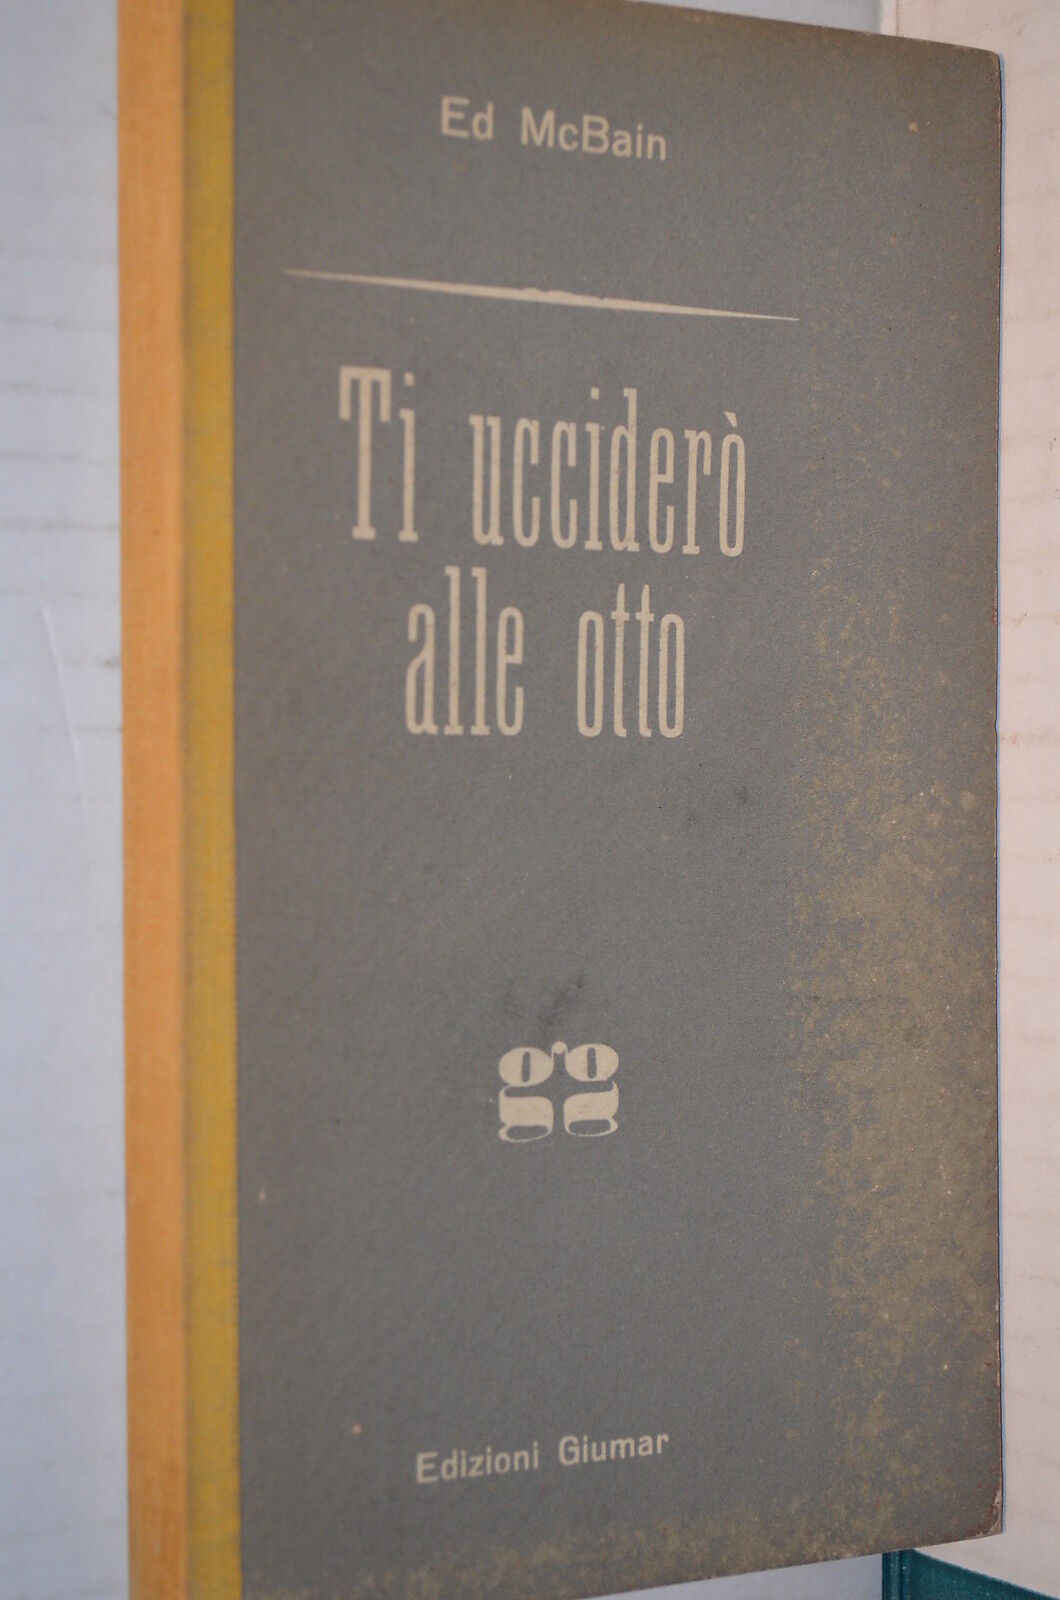 Ed McBain
Ti ucciderò
alle otto
gg
Edizioni Giumar